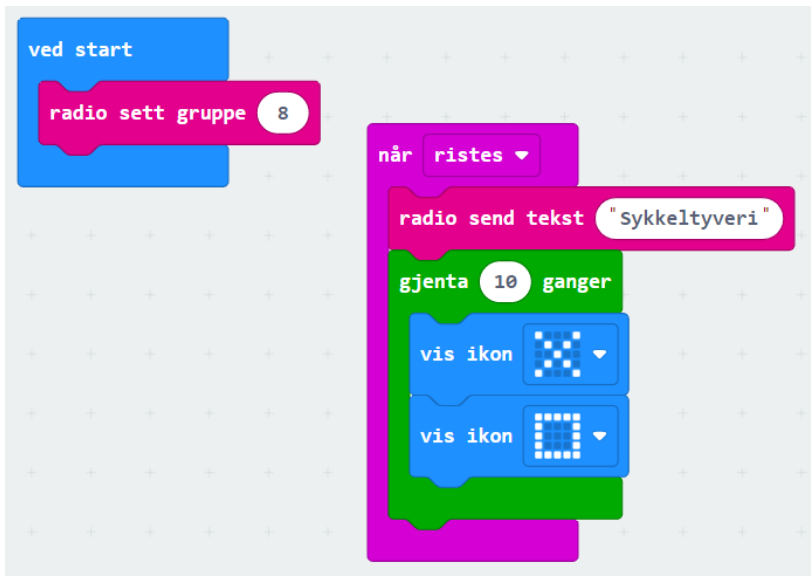 ved start
radio sett gruppe 8
når ristes
radio send tekst "Sykkeltyveri"
gjenta 10 ganger
vis ikon
vis ikon